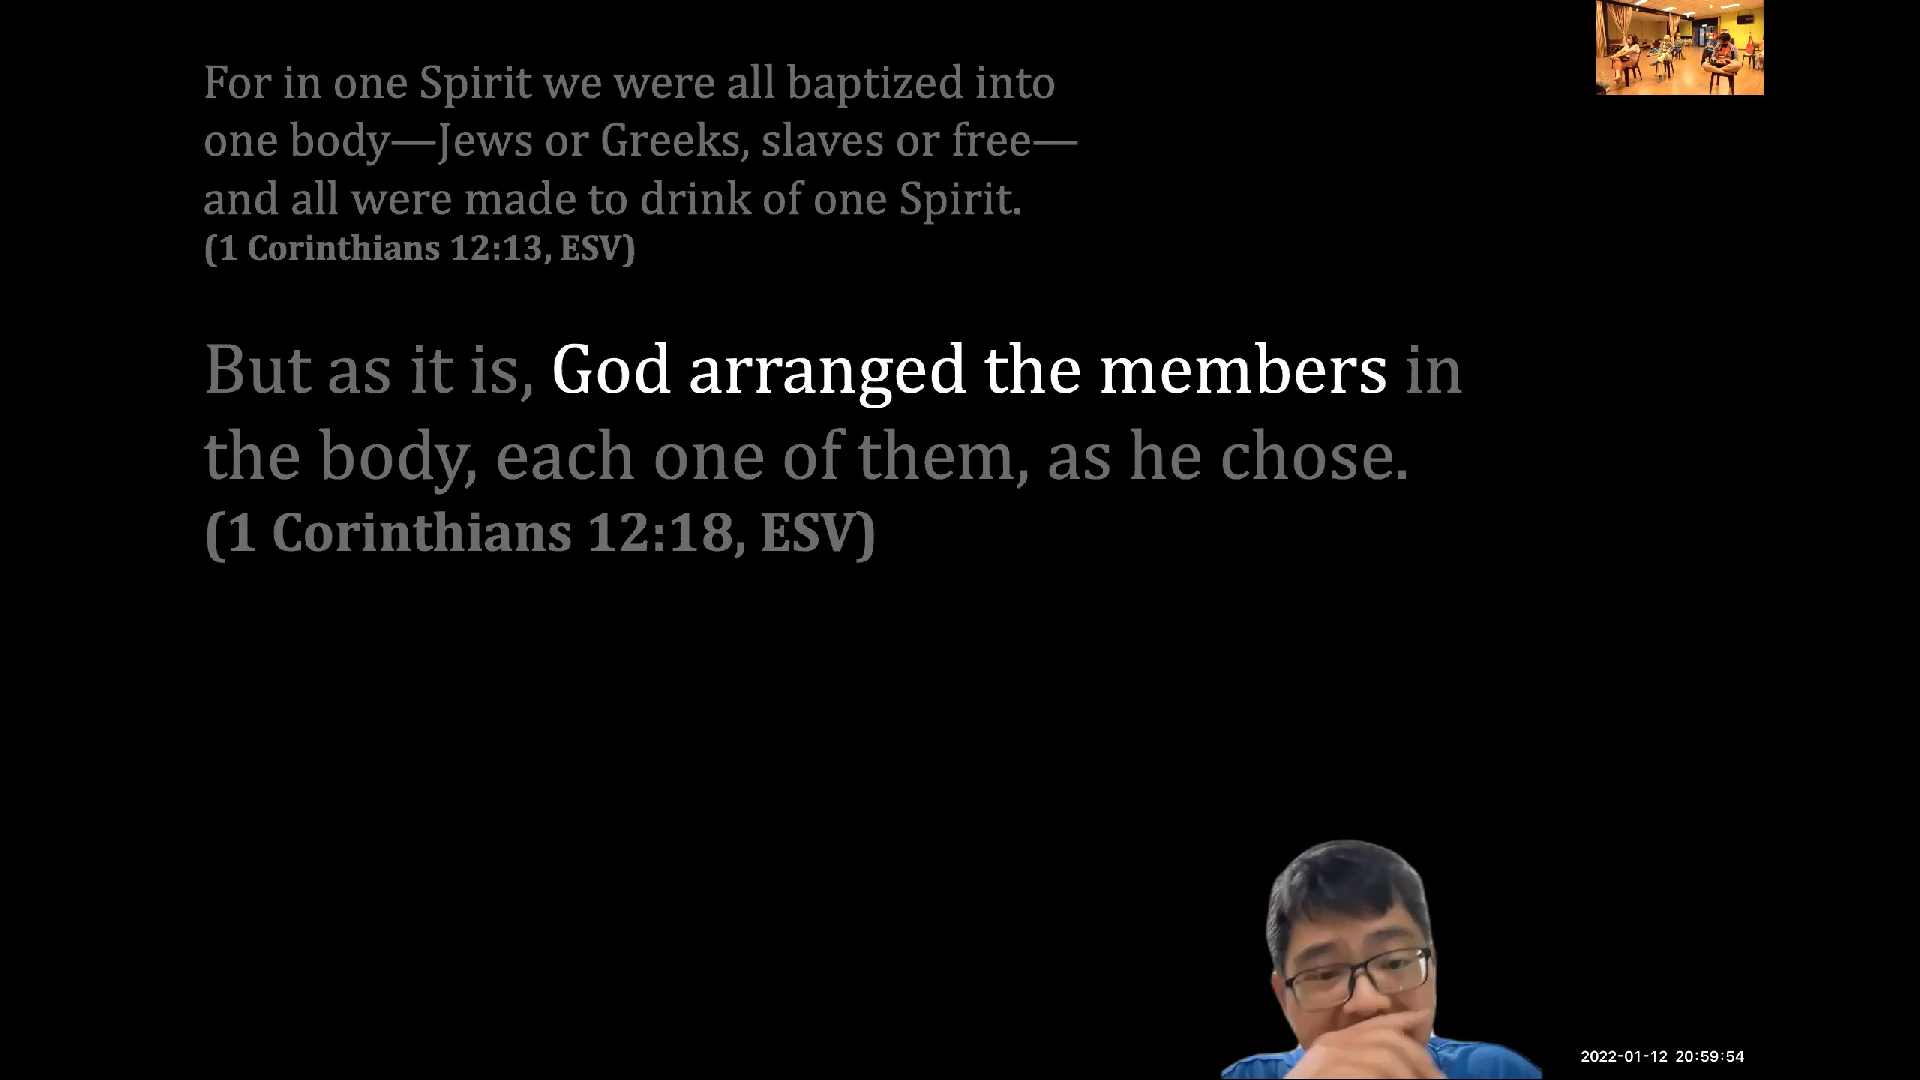 For in one Spirit we were all baptized into
one body—Jews or Greeks, slaves or free—
and all were made to drink of one Spirit.
(1 Corinthians 12:13, ESV)
But as it is, God arranged the members in
the body, each one of them, as he chose.
(1 Corinthians 12:18, ESV)
2022-01-12 20:59:54